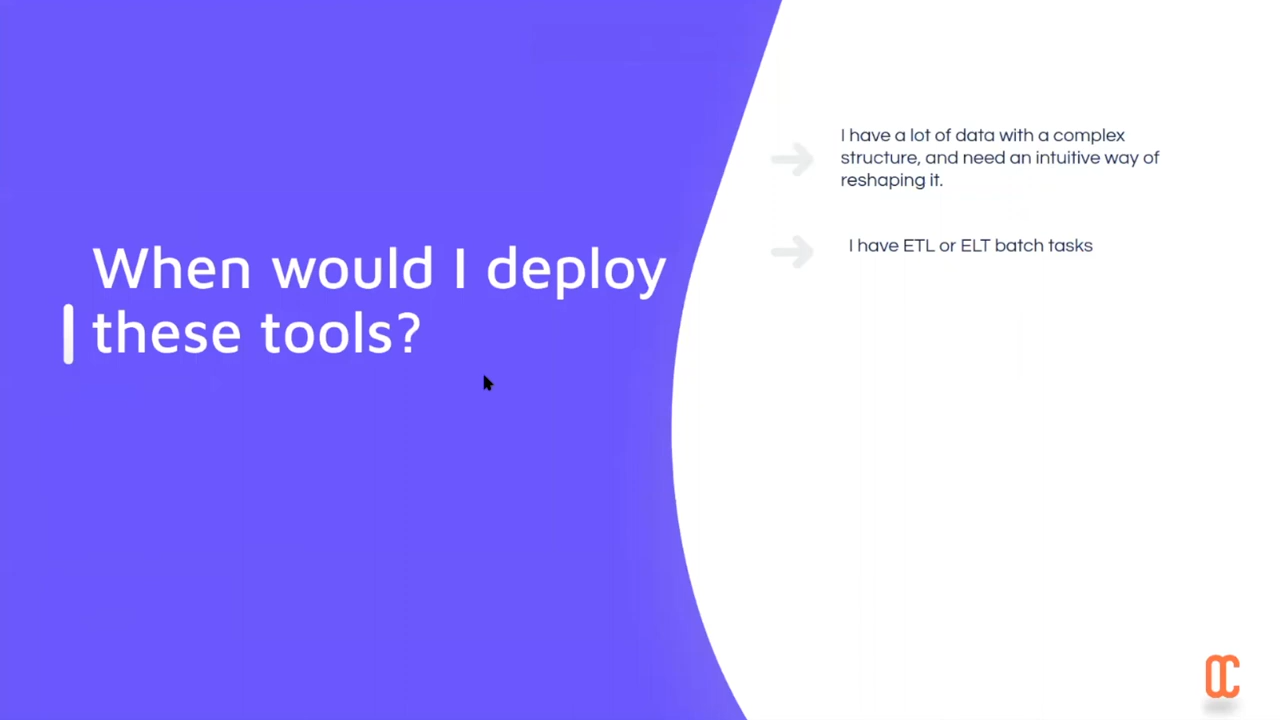 When would I deploy
these tools?
I have a lot of data with a complex
structure, and need an intuitive way of
reshaping it.
I have ETL or ELT batch tasks